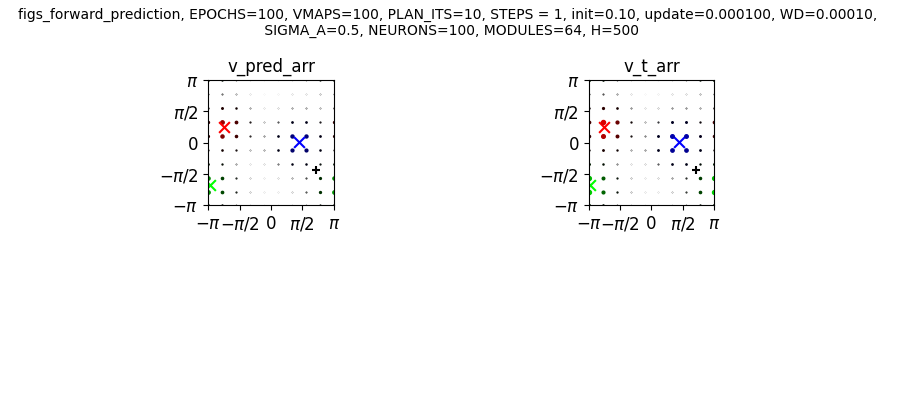 figs_forward_prediction, EPOCHS=100, VMAPS=100, PLAN_ITS=10, STEPS = 1, init=0.10, update=0.000100, WD=0.00010,
SIGMA_A=0.5, NEURONS=100, MODULES=64, H=500
v_pred_arr
π
π/2
0
−π/2
−π
−π −π/2 0 π/2 π
v_t_arr
π
π/2
0
−π/2
−π
−π −π/2 0 π/2 π